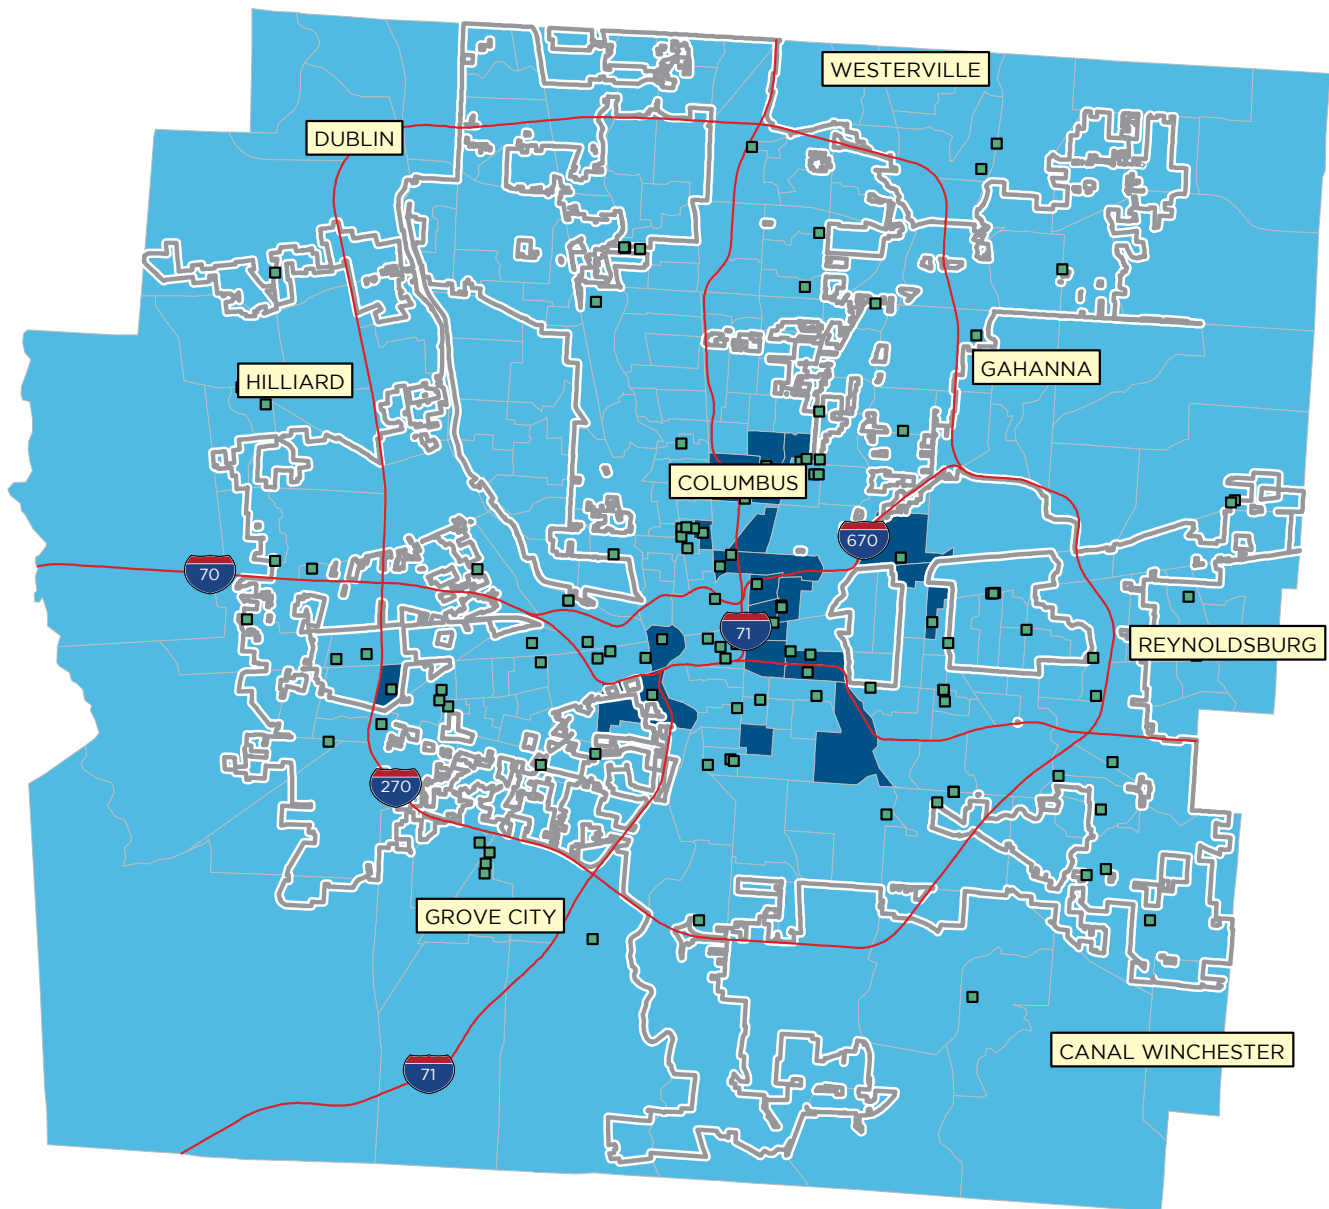 WESTERVILLE
DUBLIN
GAHANNA
HILLIARD
COLUMBUS
670
70
71
REYNOLDSBURG
270
GROVE CITY
CANAL WINCHESTER
71